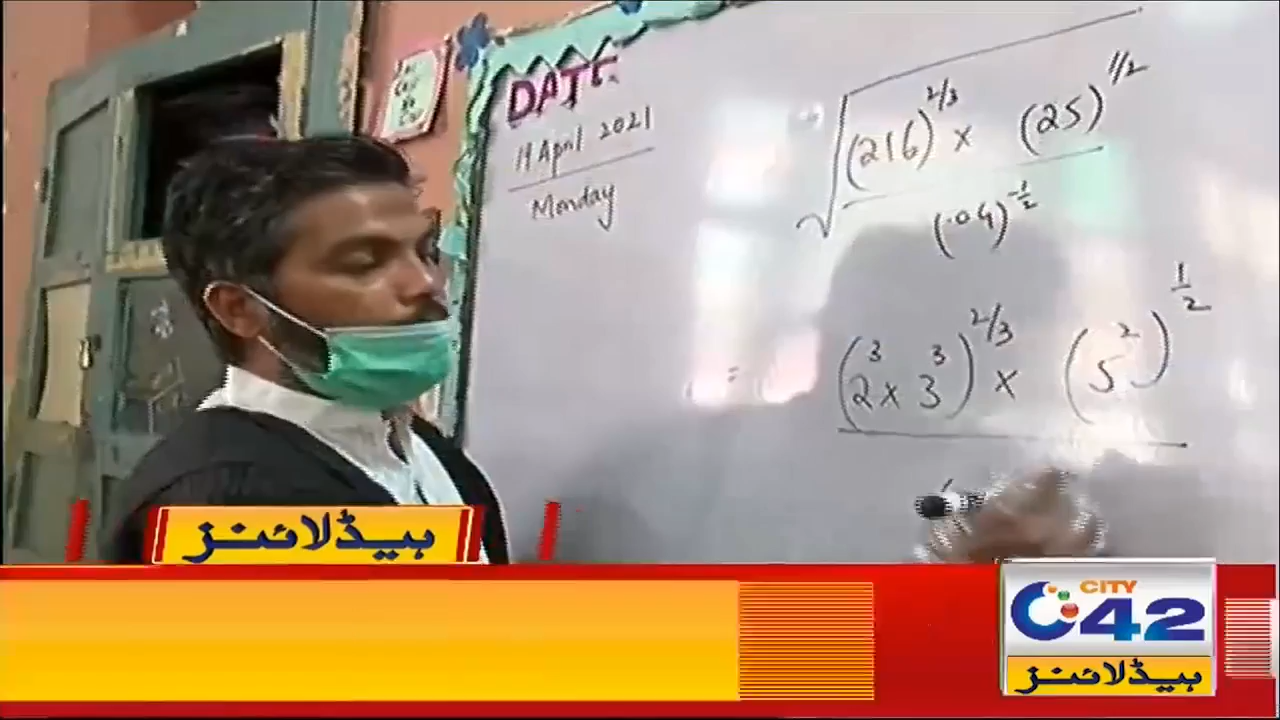 DATE:
19 April 2021
Monday
√((216)^2/3 × (25)^1/2
(.04)^-1/2
= (2^3 × 3^3)^2/3 × (5^2)^1/2
ہیڈلائنز
CITY
42
ہیڈلائنز